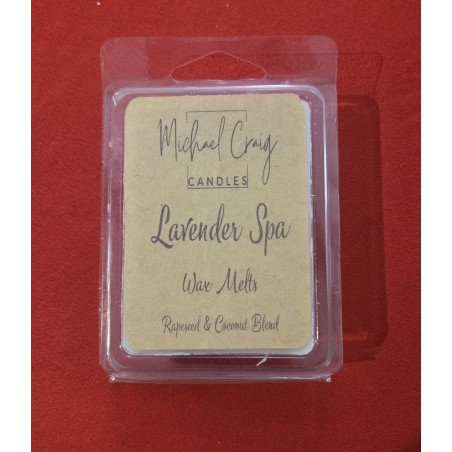 Michael Craig
CANDLES
Lavender Spa
Wax Melts
Rapeseed & Coconut Blend